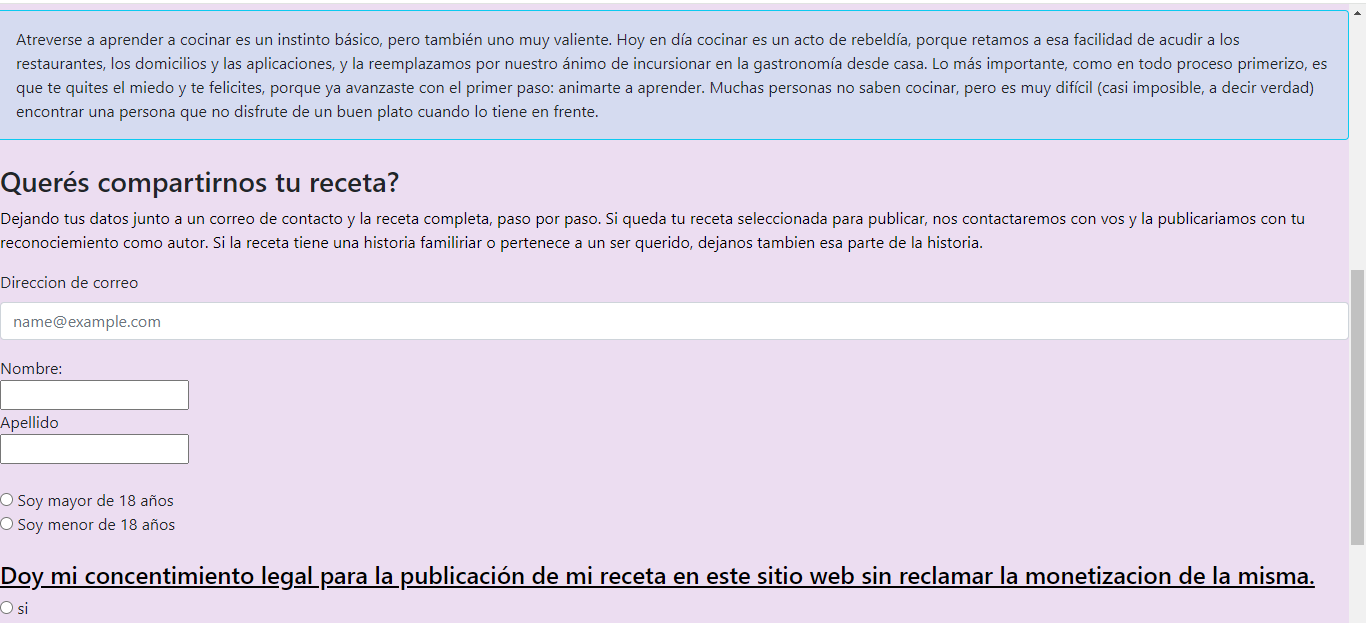 Atreverse a aprender a cocinar es un instinto básico, pero también uno muy valiente. Hoy en día cocinar es un acto de rebeldía, porque retamos a esa facilidad de acudir a los
restaurantes, los domicilios y las aplicaciones, y la reemplazamos por nuestro ánimo de incursionar en la gastronomía desde casa. Lo más importante, como en todo proceso primerizo, es
que te quites el miedo y te felicites, porque ya avanzaste con el primer paso: animarte a aprender. Muchas personas no saben cocinar, pero es muy difícil (casi imposible, a decir verdad)
encontrar una persona que no disfrute de un buen plato cuando lo tiene en frente.
Querés compartirnos tu receta?
Dejando tus datos junto a un correo de contacto y la receta completa, paso por paso. Si queda tu receta seleccionada para publicar, nos contactaremos con vos y la publicariamos con tu
reconociemiento como autor. Si la receta tiene una historia familiriar o pertenece a un ser querido, dejanos tambien esa parte de la historia.
Direccion de correo
name@example.com
Nombre:
Apellido
Soy mayor de 18 años
Soy menor de 18 años
Doy mi concentimiento legal para la publicación de mi receta en este sitio web sin reclamar la monetizacion de la misma.
si